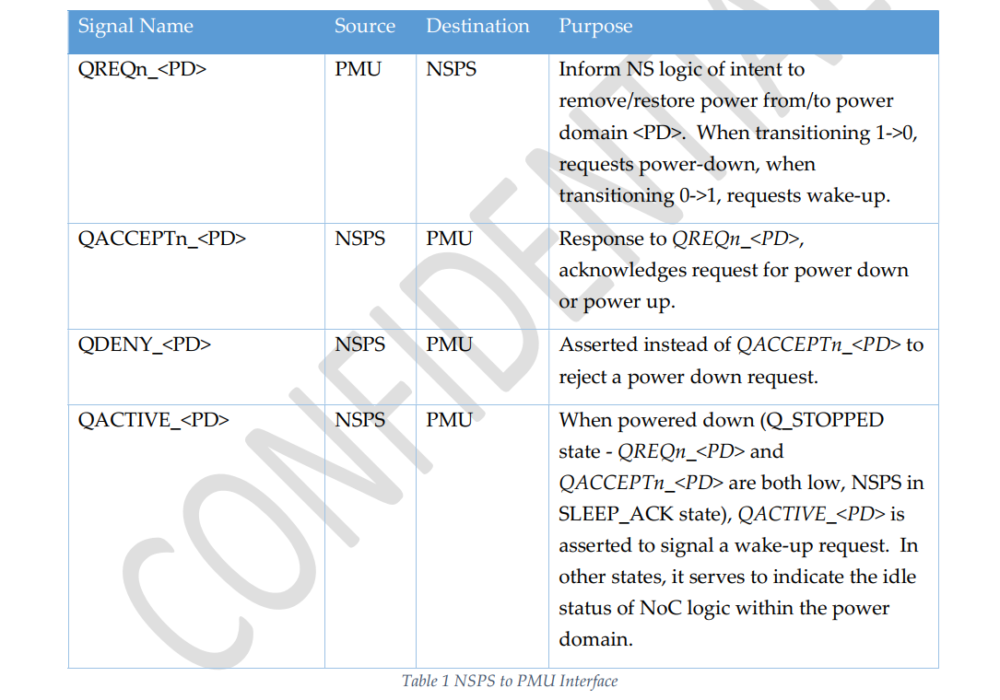 Signal Name Source Destination Purpose
QREQn_<PD> PMU NSPS Inform NS logic of intent to
remove/restore power from/to power
domain <PD>.  When transitioning 1->0,
requests power-down, when
transitioning 0->1, requests wake-up.
QACCEPTn_<PD> NSPS PMU Response to QREQn_<PD>,
acknowledges request for power down
or power up.
QDENY_<PD> NSPS PMU Asserted instead of QACCEPTn_<PD> to
reject a power down request.
QACTIVE_<PD> NSPS PMU When powered down (Q_STOPPED
state - QREQn_<PD> and
QACCEPTn_<PD> are both low, NSPS in
SLEEP_ACK state), QACTIVE_<PD> is
asserted to signal a wake-up request.  In
other states, it serves to indicate the idle
status of NoC logic within the power
domain.
Table 1 NSPS to PMU Interface
CONFIDENTIAL